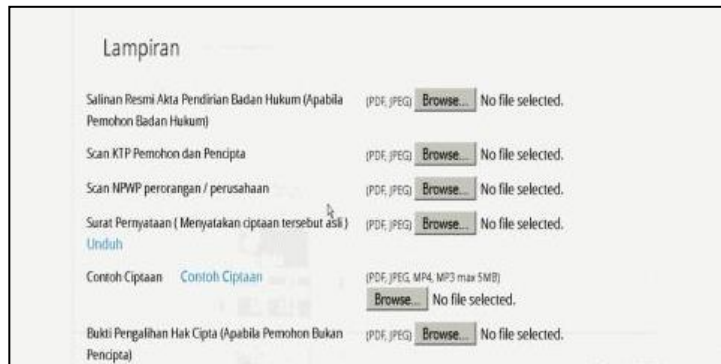 Lampiran
Salinan Resmi Akta Pendirian Badan Hukum (Apabila Pemohon Badan Hukum) (PDF, JPEG) Browse... No file selected.
Scan KTP Pemohon dan Pencipta (PDF, JPEG) Browse... No file selected.
Scan NPWP perorangan / perusahaan (PDF, JPEG) Browse... No file selected.
Surat Pernyataan ( Menyatakan ciptaan tersebut asli ) (PDF, JPEG) Browse... No file selected.
Unduh
Contoh Ciptaan Contoh Ciptaan (PDF, JPEG, MP4, MP3 max 5MB)
Browse... No file selected.
Bukti Pengalihan Hak Cipta (Apabila Pemohon Bukan Pencipta) (PDF, JPEG) Browse... No file selected.